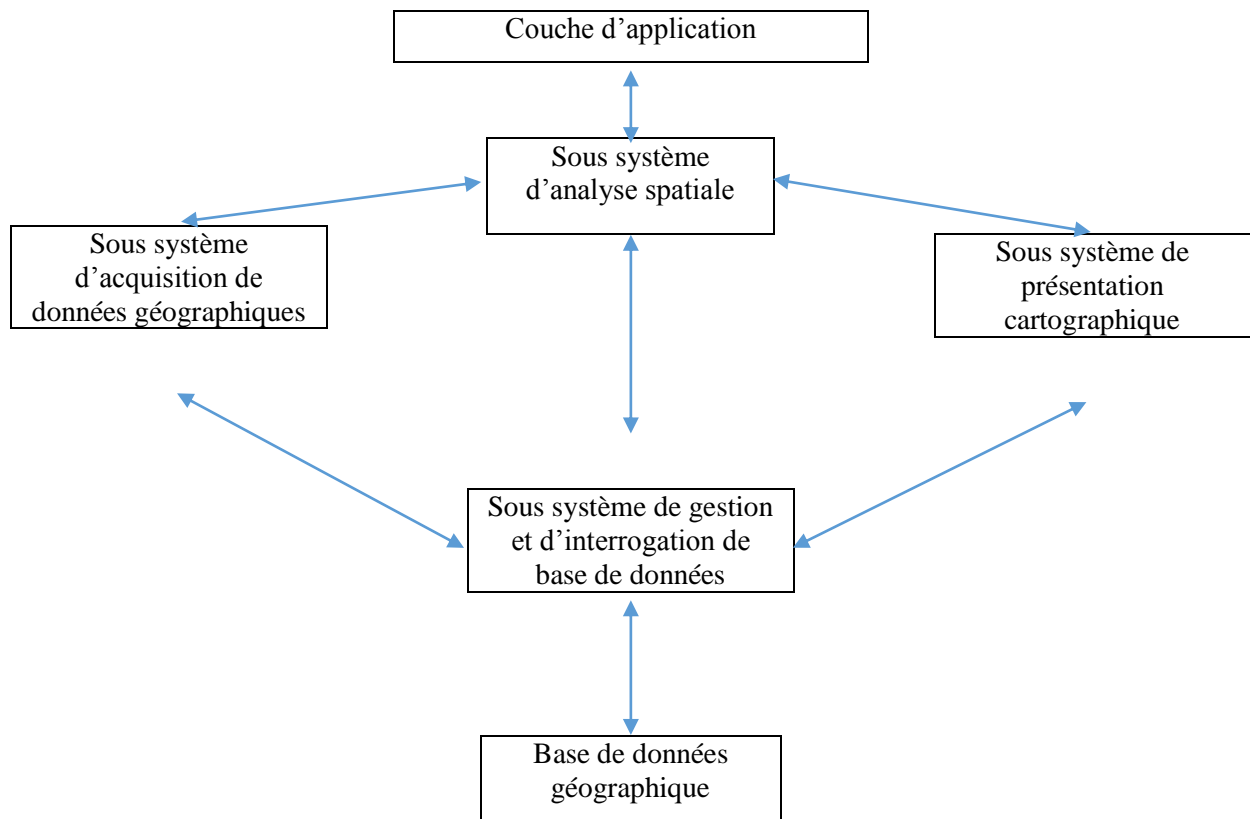 Couche d’application
Sous système
d’analyse spatiale
Sous système
d’acquisition de
données géographiques
Sous système de
présentation
cartographique
Sous système de gestion
et d’interrogation de
base de données
Base de données
géographique